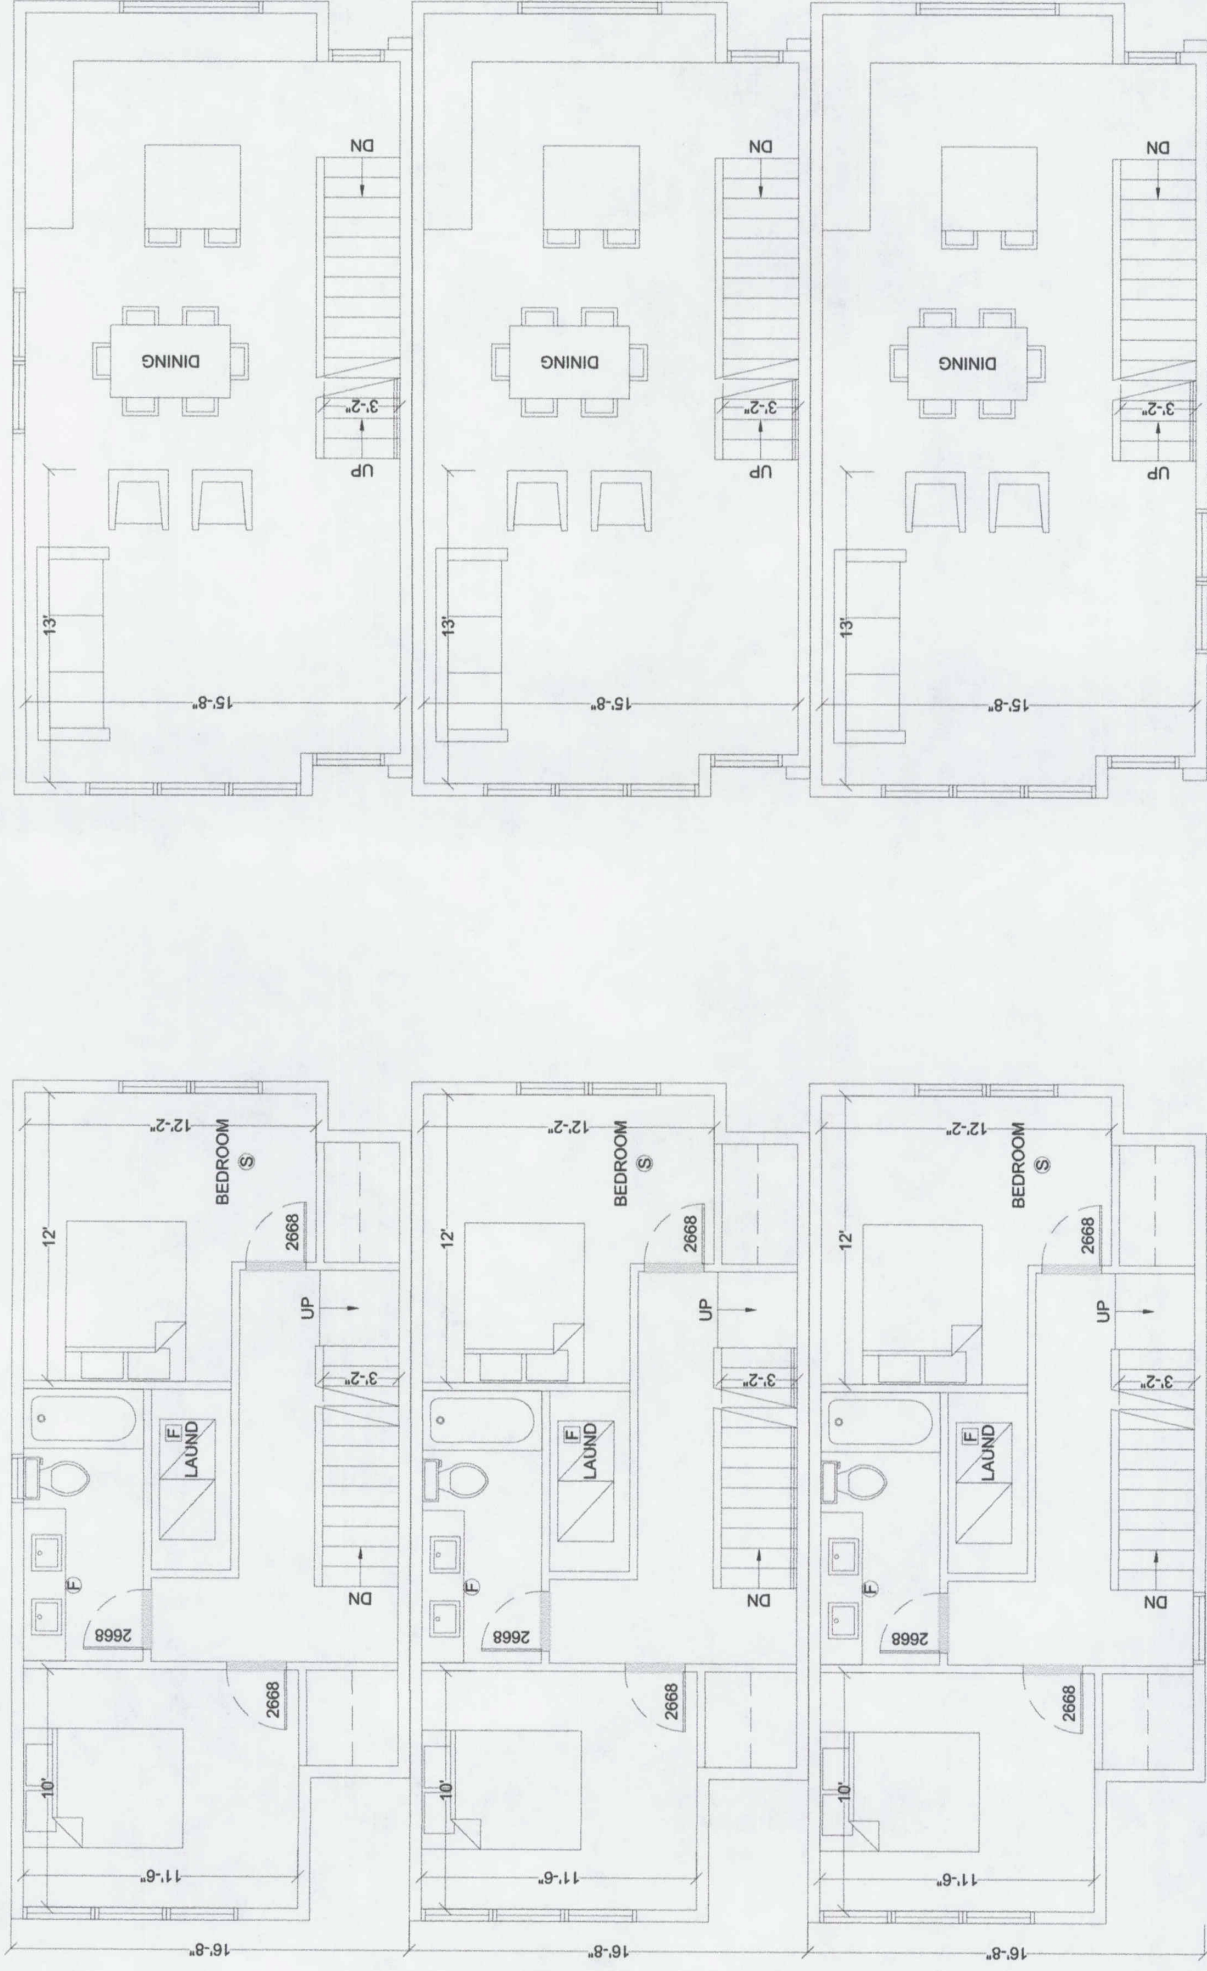 DN
DINING
3'-2"
UP
13'
15'-8"
DN
DINING
3'-2"
UP
13'
15'-8"
DN
DINING
3'-2"
UP
13'
15'-8"
12'-2"
BEDROOM
S
12'
2668
UP
3'-2"
F
LAUND
F
DN
2668
2668
10'
11'-6"
16'-8"
12'-2"
BEDROOM
S
12'
2668
UP
3'-2"
F
LAUND
F
DN
2668
2668
10'
11'-6"
16'-8"
12'-2"
BEDROOM
S
12'
2668
UP
3'-2"
F
LAUND
F
DN
2668
2668
10'
11'-6"
16'-8"